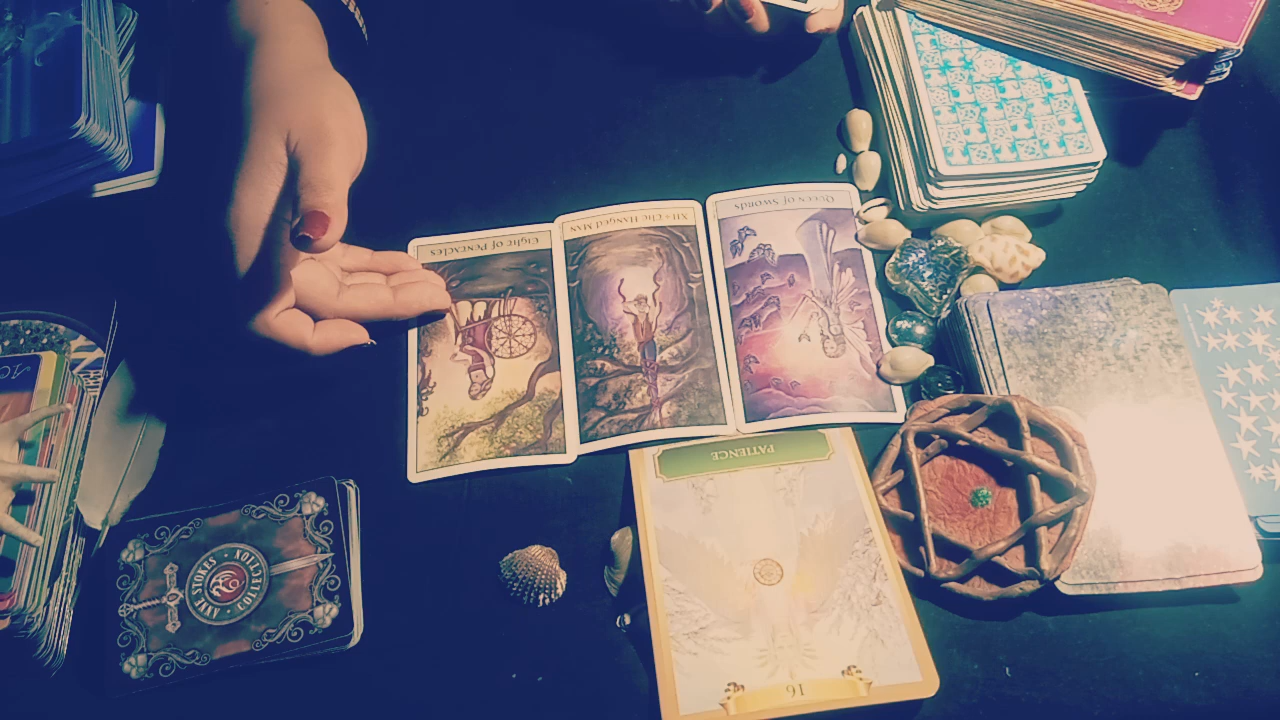 Eight of Pentacles
XII - The Hanged Man
Queen of Swords
PATIENCE
16
ANNE STOKES
COLLECTION